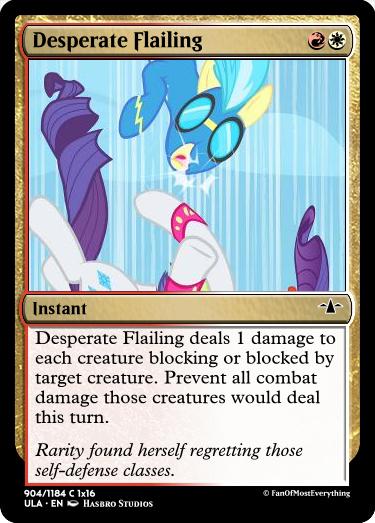 Desperate Flailing
Instant
Desperate Flailing deals 1 damage to
each creature blocking or blocked by
target creature. Prevent all combat
damage those creatures would deal
this turn.
Rarity found herself regretting those
self-defense classes.
904/1184 C 1x16
ULA • EN Hasbro Studios
© FanOfMostEverything